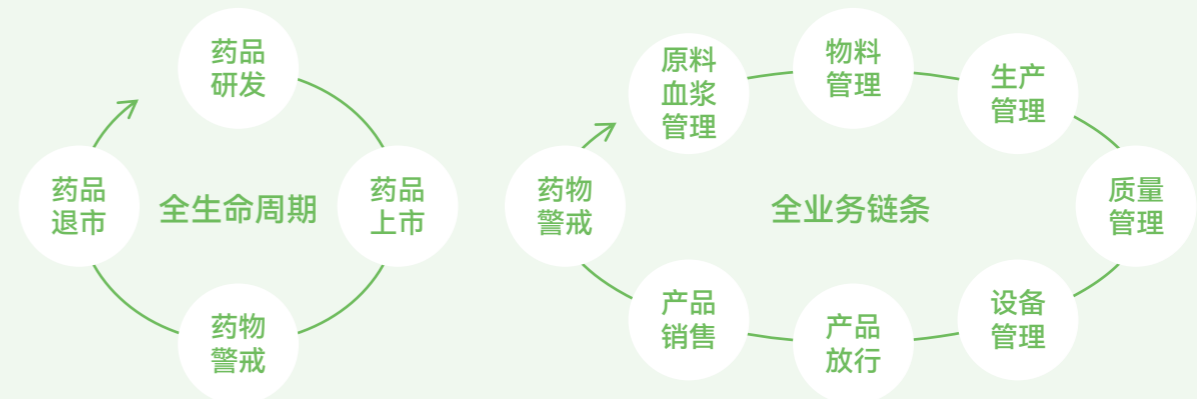 药品
研发
药品
上市
药物
警戒
药品
退市
全生命周期
原料
血浆
管理
物料
管理
生产
管理
质量
管理
设备
管理
产品
放行
产品
销售
药物
警戒
全业务链条